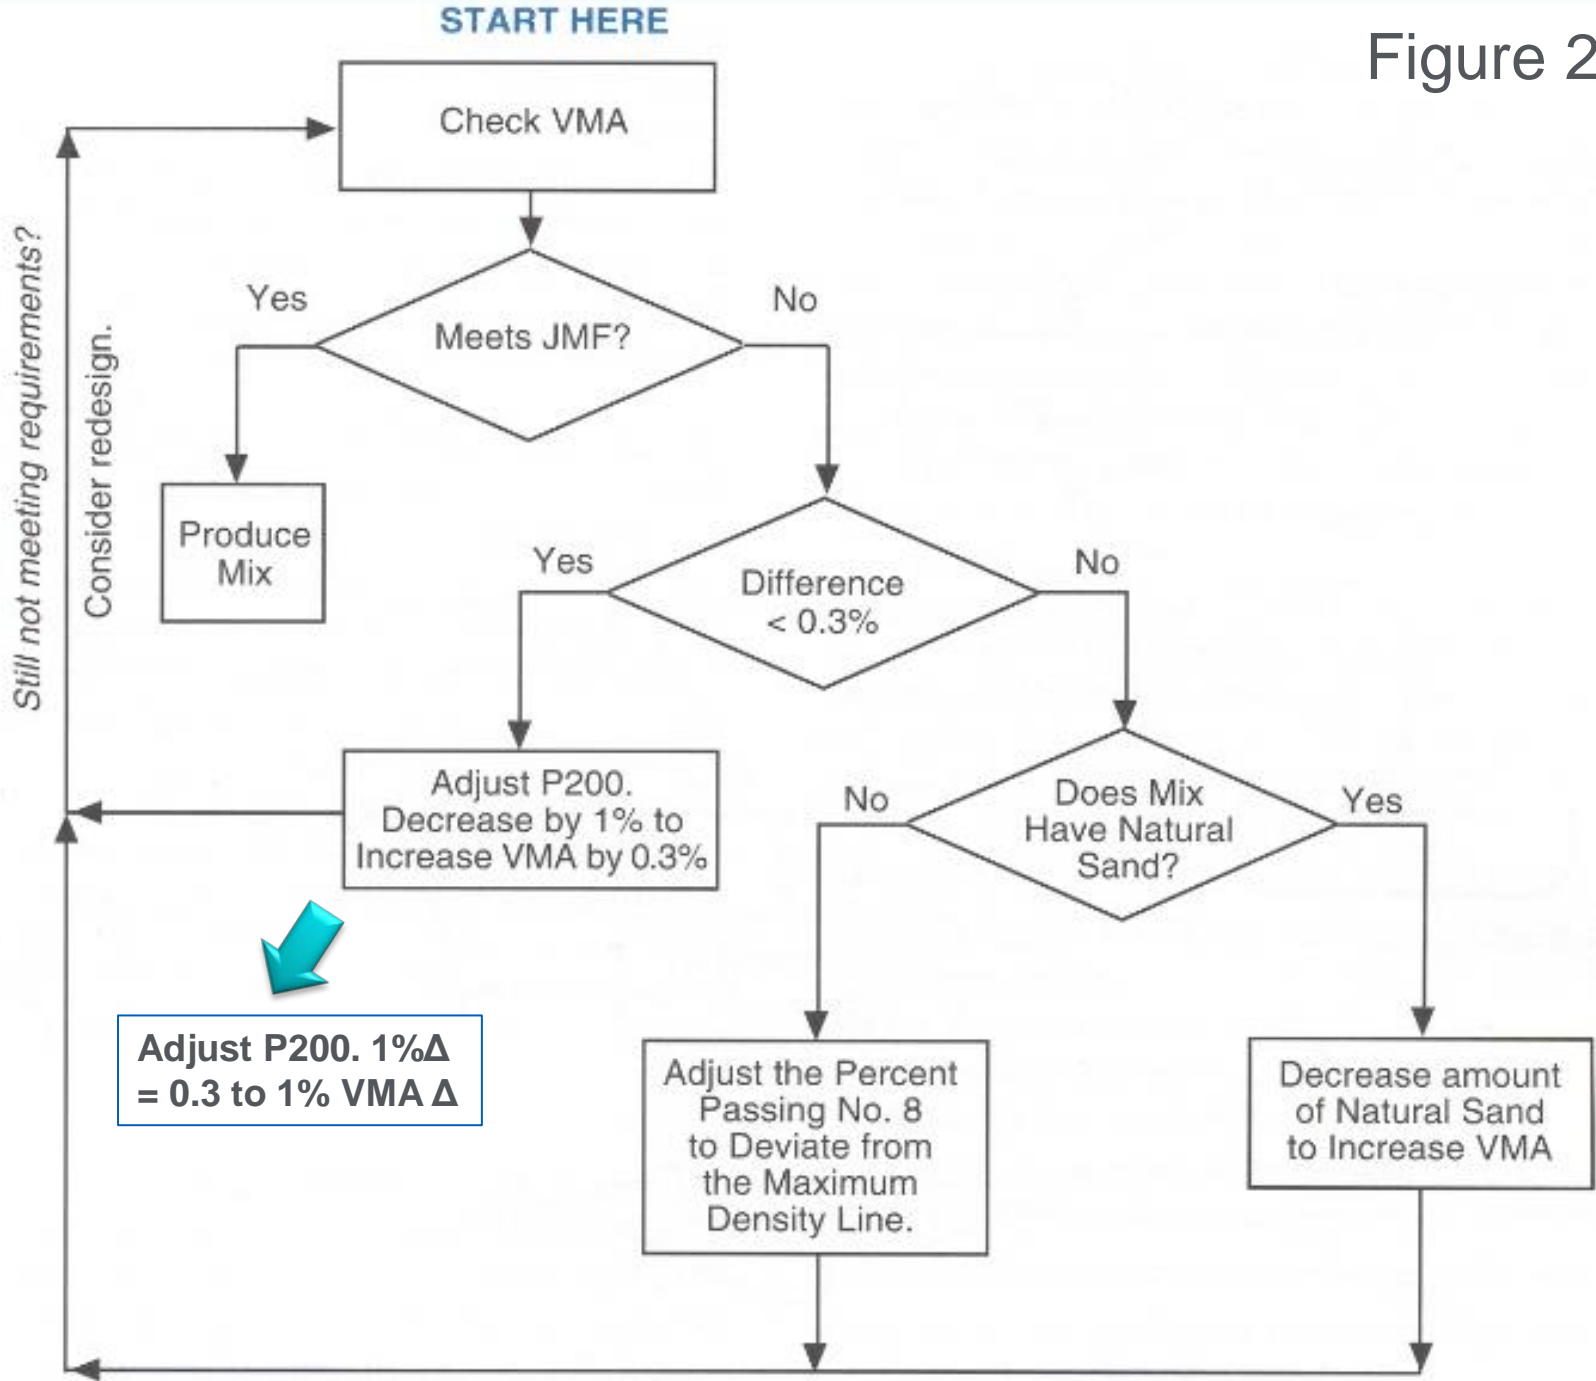 START HERE
Figure 2
Check VMA
Yes
No
Meets JMF?
Still not meeting requirements?
Consider redesign.
Produce
Mix
Yes
No
Difference
< 0.3%
Adjust P200.
Decrease by 1% to
Increase VMA by 0.3%
No
Yes
Does Mix
Have Natural
Sand?
Adjust P200. 1%Δ
= 0.3 to 1% VMA Δ
Adjust the Percent
Passing No. 8
to Deviate from
the Maximum
Density Line.
Decrease amount
of Natural Sand
to Increase VMA